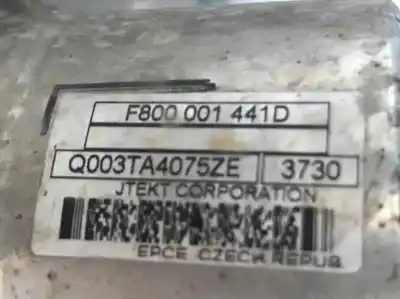 F800 001 441D
Q003TA4075ZE 3730
JTEKT CORPORATION
EPCE CZECH REPUB